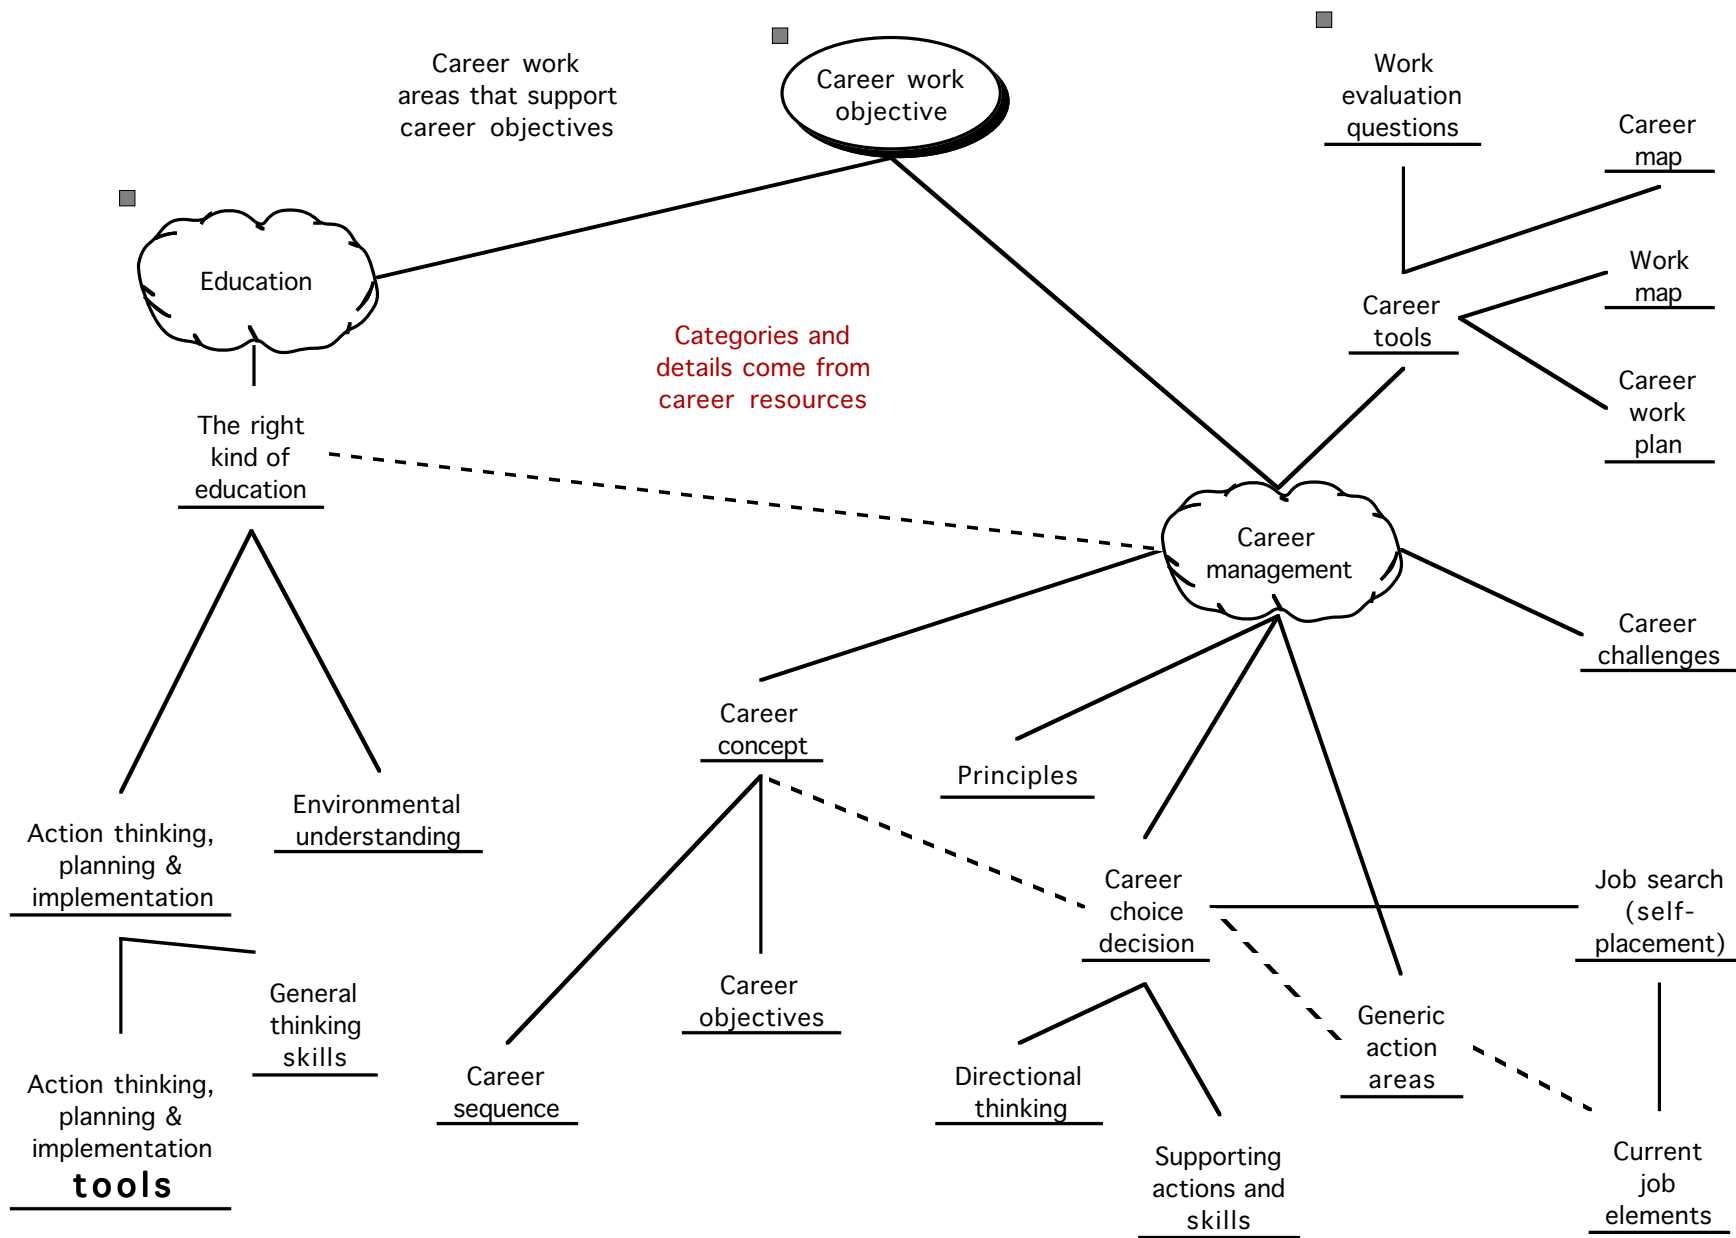 Career work
areas that support
career objectives
Career work
objective
Work
evaluation
questions
Career
map
Education
Work
map
Career
tools
Categories and
details come from
career resources
Career
work
plan
The right
kind of
education
Career
management
Career
challenges
Career
concept
Principles
Environmental
understanding
Action thinking,
planning &
implementation
Career
choice
decision
Job search
(self-
placement)
General
thinking
skills
Career
objectives
Generic
action
areas
Action thinking,
planning &
implementation
tools
Career
sequence
Directional
thinking
Supporting
actions and
skills
Current
job
elements